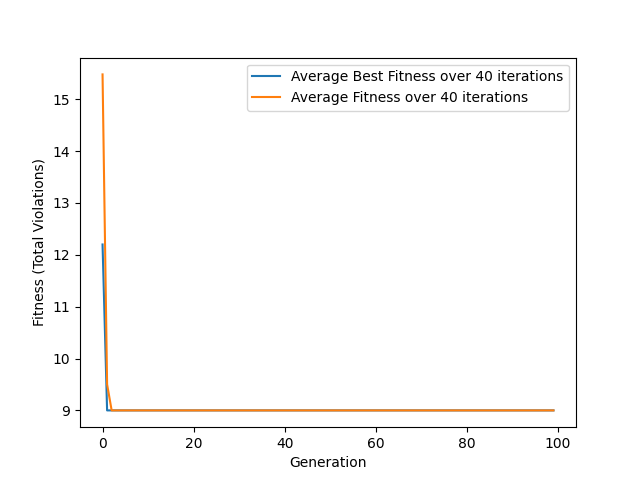 Average Best Fitness over 40 iterations
Average Fitness over 40 iterations
15
14
13
12
11
10
9
Fitness (Total Violations)
0 20 40 60 80 100
Generation